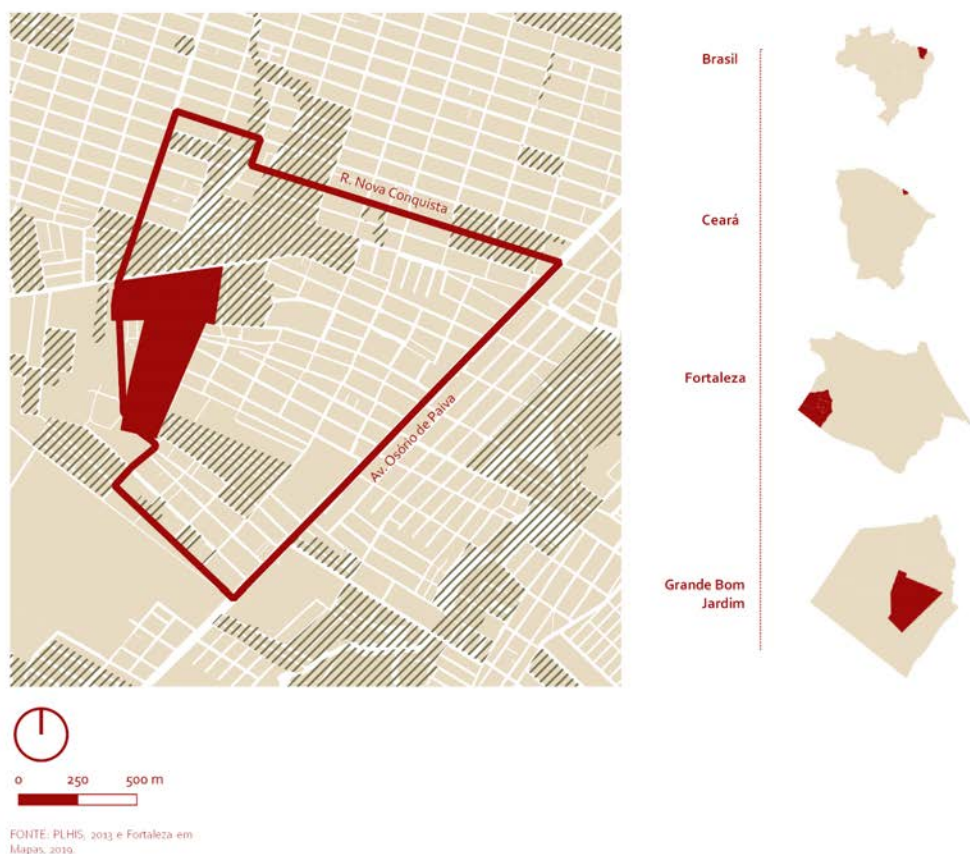 R. Nova Conquista
Av. Osório de Paiva
Brasil
Ceará
Fortaleza
Grande Bom
Jardim
0 250 500 m
FONTE: PLHIS, 2013 e Fortaleza em
Mapas, 2019.